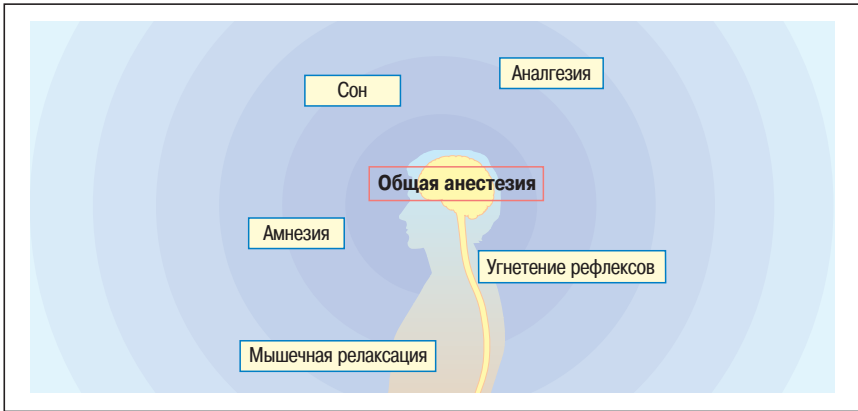 Аналгезия
Сон
Общая анестезия
Амнезия
Угнетение рефлексов
Мышечная релаксация